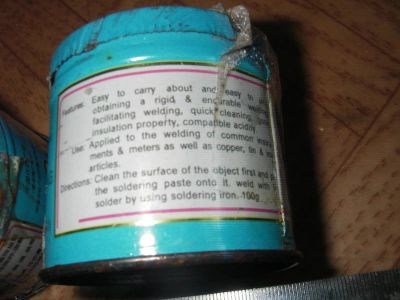 Features: Easy to carry about and easy to
obtaining a rigid & endurable
facilitating welding, quick cleaning,
insulation property, compatible acidity
Use: Applied to the welding of common
ments & meters as well as copper, tin &
articles.
Directions: Clean the surface of the object first and
the soldering paste onto it. weld with
solder by using soldering iron. 100g